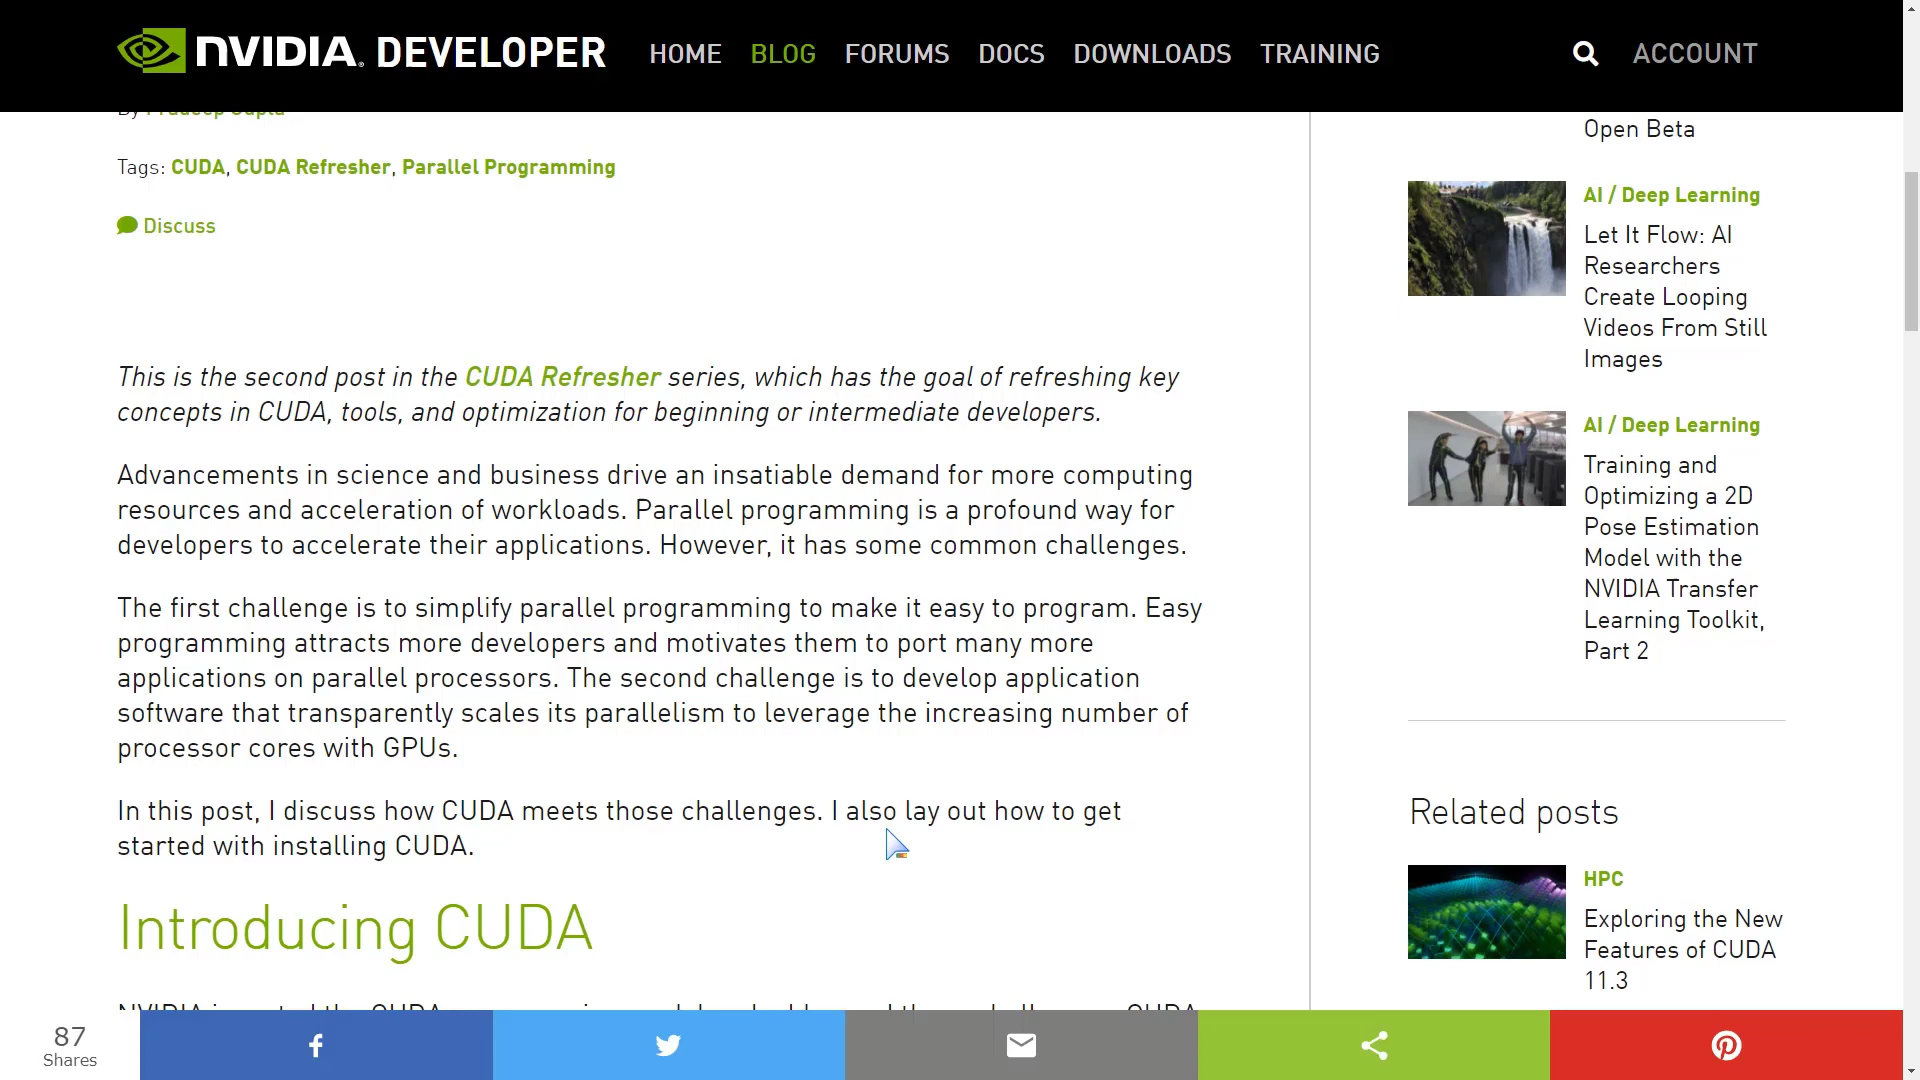 NVIDIA. DEVELOPER HOME BLOG FORUMS DOCS DOWNLOADS TRAINING ACCOUNT
By Pradeep Gupta
Tags: CUDA, CUDA Refresher, Parallel Programming
Discuss
This is the second post in the CUDA Refresher series, which has the goal of refreshing key
concepts in CUDA, tools, and optimization for beginning or intermediate developers.
Advancements in science and business drive an insatiable demand for more computing
resources and acceleration of workloads. Parallel programming is a profound way for
developers to accelerate their applications. However, it has some common challenges.
The first challenge is to simplify parallel programming to make it easy to program. Easy
programming attracts more developers and motivates them to port many more
applications on parallel processors. The second challenge is to develop application
software that transparently scales its parallelism to leverage the increasing number of
processor cores with GPUs.
In this post, I discuss how CUDA meets those challenges. I also lay out how to get
started with installing CUDA.
Introducing CUDA
Open Beta
AI / Deep Learning
Let It Flow: AI
Researchers
Create Looping
Videos From Still
Images
AI / Deep Learning
Training and
Optimizing a 2D
Pose Estimation
Model with the
NVIDIA Transfer
Learning Toolkit,
Part 2
Related posts
HPC
Exploring the New
Features of CUDA
11.3
87
Shares